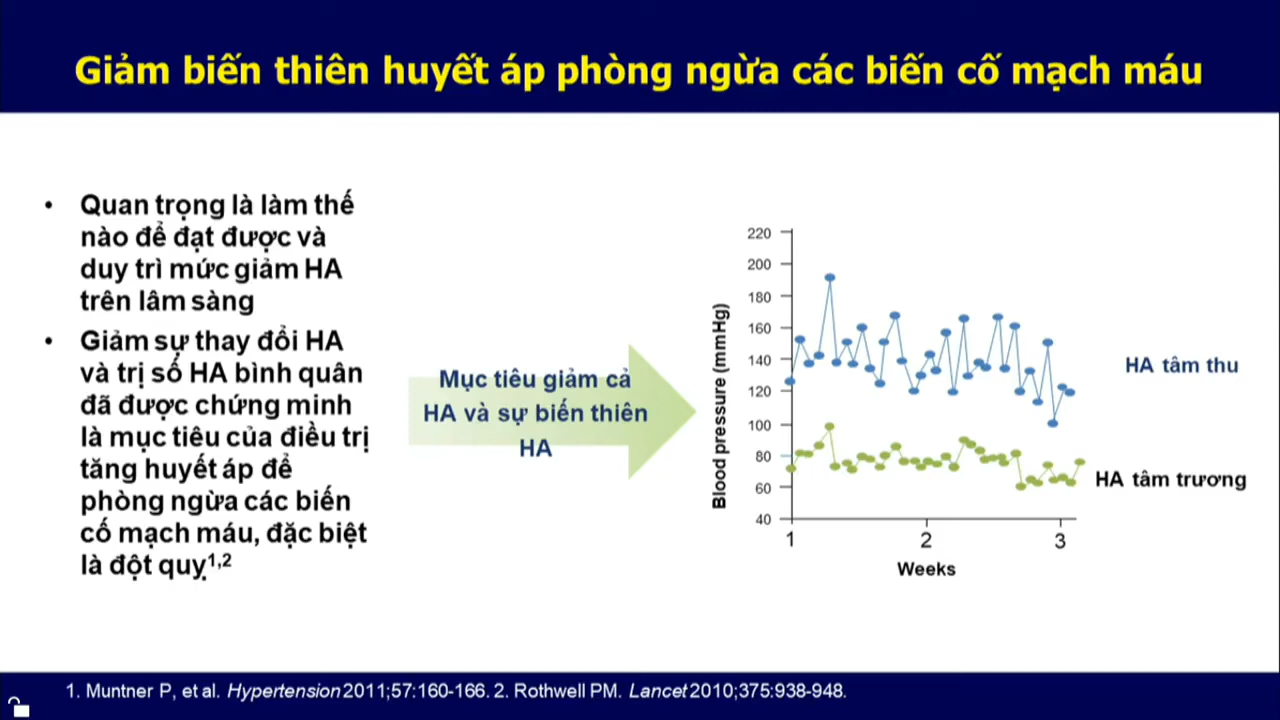 Giảm biến thiên huyết áp phòng ngừa các biến cố mạch máu
• Quan trọng là làm thế
nào để đạt được và
duy trì mức giảm HA
trên lâm sàng
• Giảm sự thay đổi HA
và trị số HA bình quân
đã được chứng minh
là mục tiêu của điều trị
tăng huyết áp để
phòng ngừa các biến
cố mạch máu, đặc biệt
là đột quỵ1,2
Mục tiêu giảm cả
HA và sự biến thiên
HA
Blood pressure (mmHg)
220
200
180
160
140
120
100
80
60
40
1 2 3
Weeks
HA tâm thu
HA tâm trương
1. Muntner P, et al. Hypertension 2011;57:160-166. 2. Rothwell PM. Lancet 2010;375:938-948.